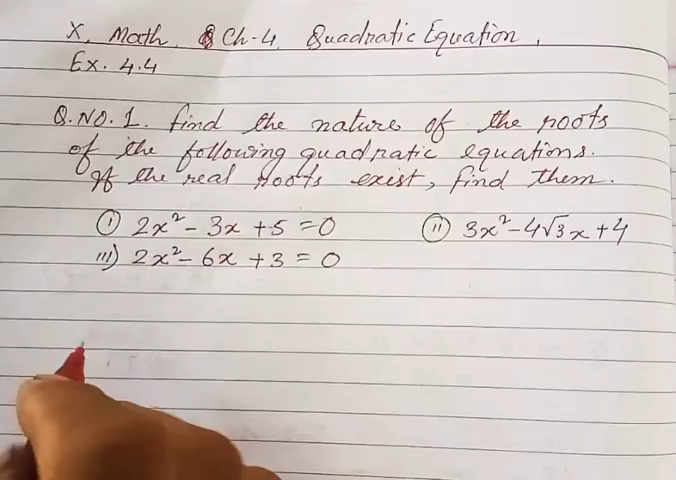 X, Math, Ch-4, Quadratic Equation,
Ex. 4.4
Q.NO.1. find the nature of the roots
of the following quadratic equations.
If the real roots exist, find them.
(i) 2x² - 3x + 5 = 0 (ii) 3x² - 4√3x + 4
(iii) 2x² - 6x + 3 = 0